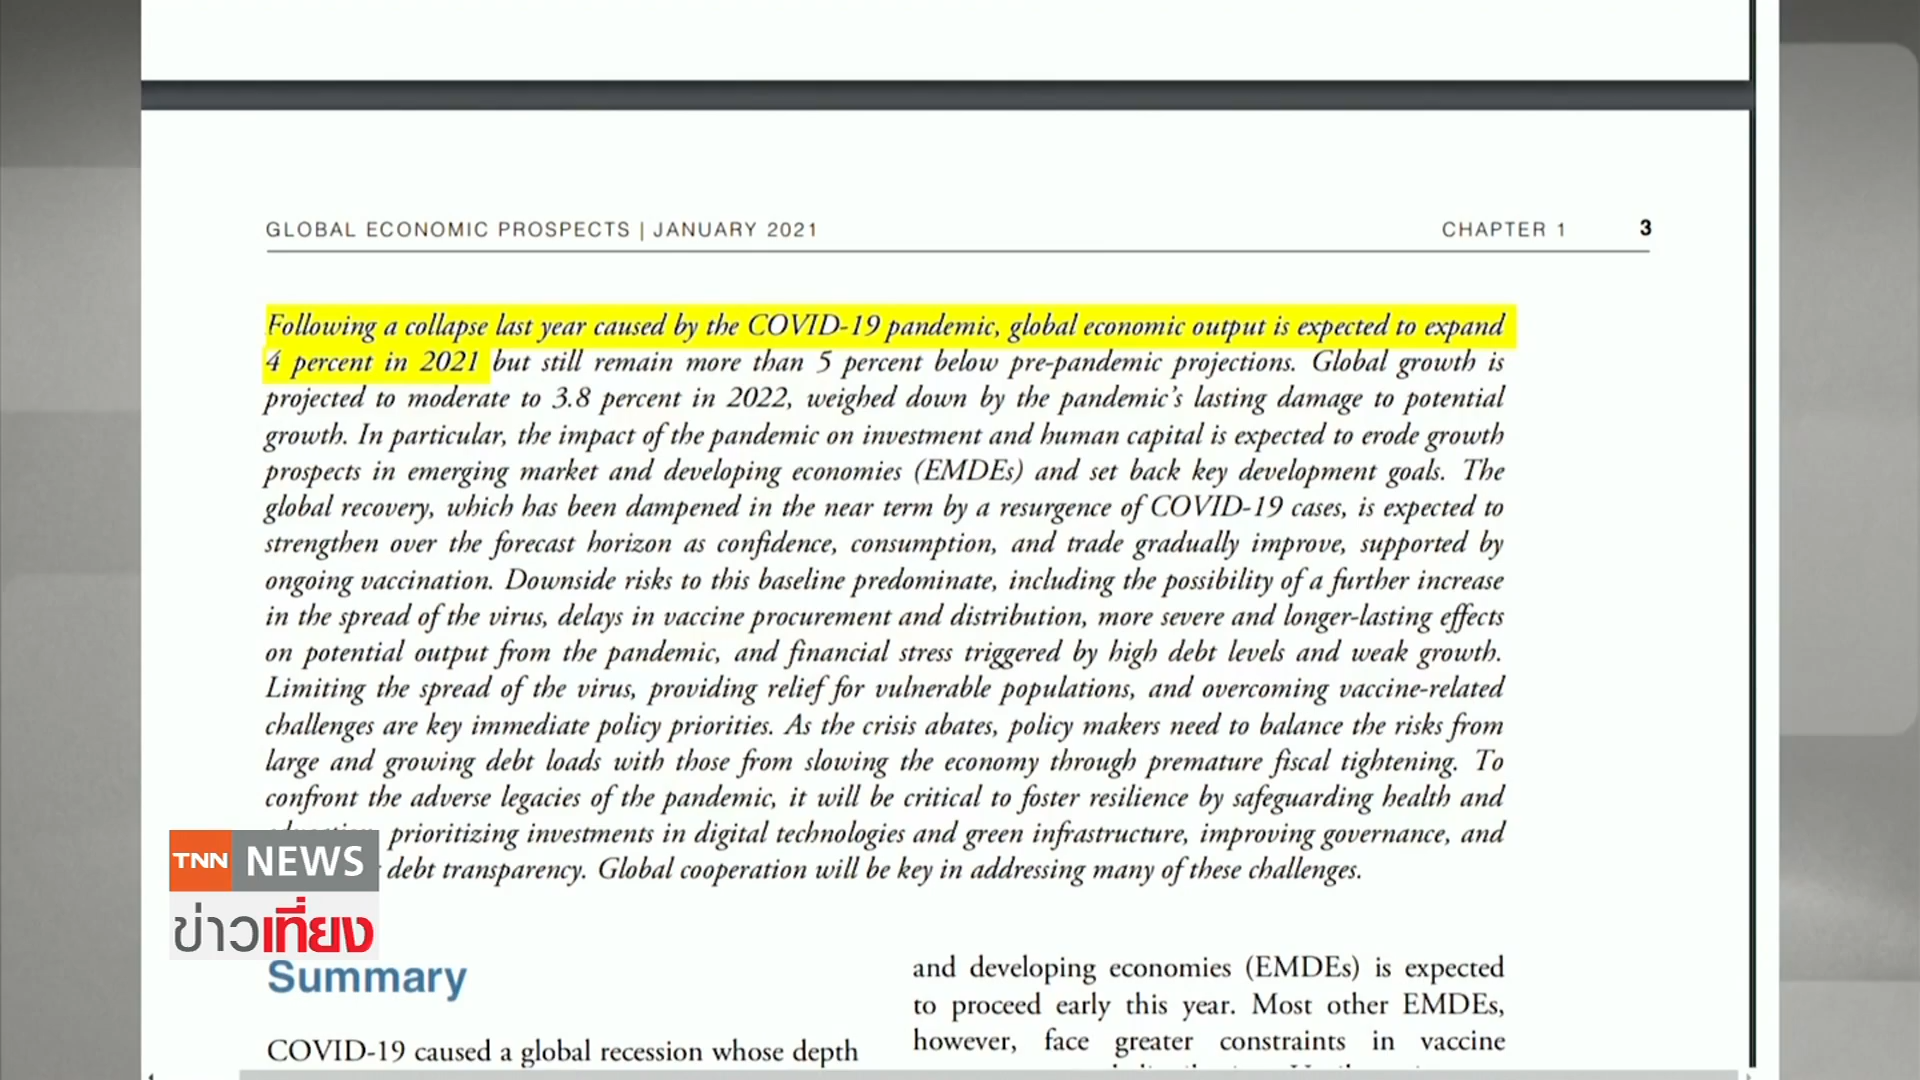 GLOBAL ECONOMIC PROSPECTS | JANUARY 2021 CHAPTER 1 3
Following a collapse last year caused by the COVID-19 pandemic, global economic output is expected to expand
4 percent in 2021 but still remain more than 5 percent below pre-pandemic projections. Global growth is
projected to moderate to 3.8 percent in 2022, weighed down by the pandemic's lasting damage to potential
growth. In particular, the impact of the pandemic on investment and human capital is expected to erode growth
prospects in emerging market and developing economies (EMDEs) and set back key development goals. The
global recovery, which has been dampened in the near term by a resurgence of COVID-19 cases, is expected to
strengthen over the forecast horizon as confidence, consumption, and trade gradually improve, supported by
ongoing vaccination. Downside risks to this baseline predominate, including the possibility of a further increase
in the spread of the virus, delays in vaccine procurement and distribution, more severe and longer-lasting effects
on potential output from the pandemic, and financial stress triggered by high debt levels and weak growth.
Limiting the spread of the virus, providing relief for vulnerable populations, and overcoming vaccine-related
challenges are key immediate policy priorities. As the crisis abates, policy makers need to balance the risks from
large and growing debt loads with those from slowing the economy through premature fiscal tightening. To
confront the adverse legacies of the pandemic, it will be critical to foster resilience by safeguarding health and
prioritizing investments in digital technologies and green infrastructure, improving governance, and
debt transparency. Global cooperation will be key in addressing many of these challenges.
TNN NEWS
ข่าวเที่ยง
Summary
COVID-19 caused a global recession whose depth
and developing economies (EMDEs) is expected
to proceed early this year. Most other EMDEs,
however, face greater constraints in vaccine